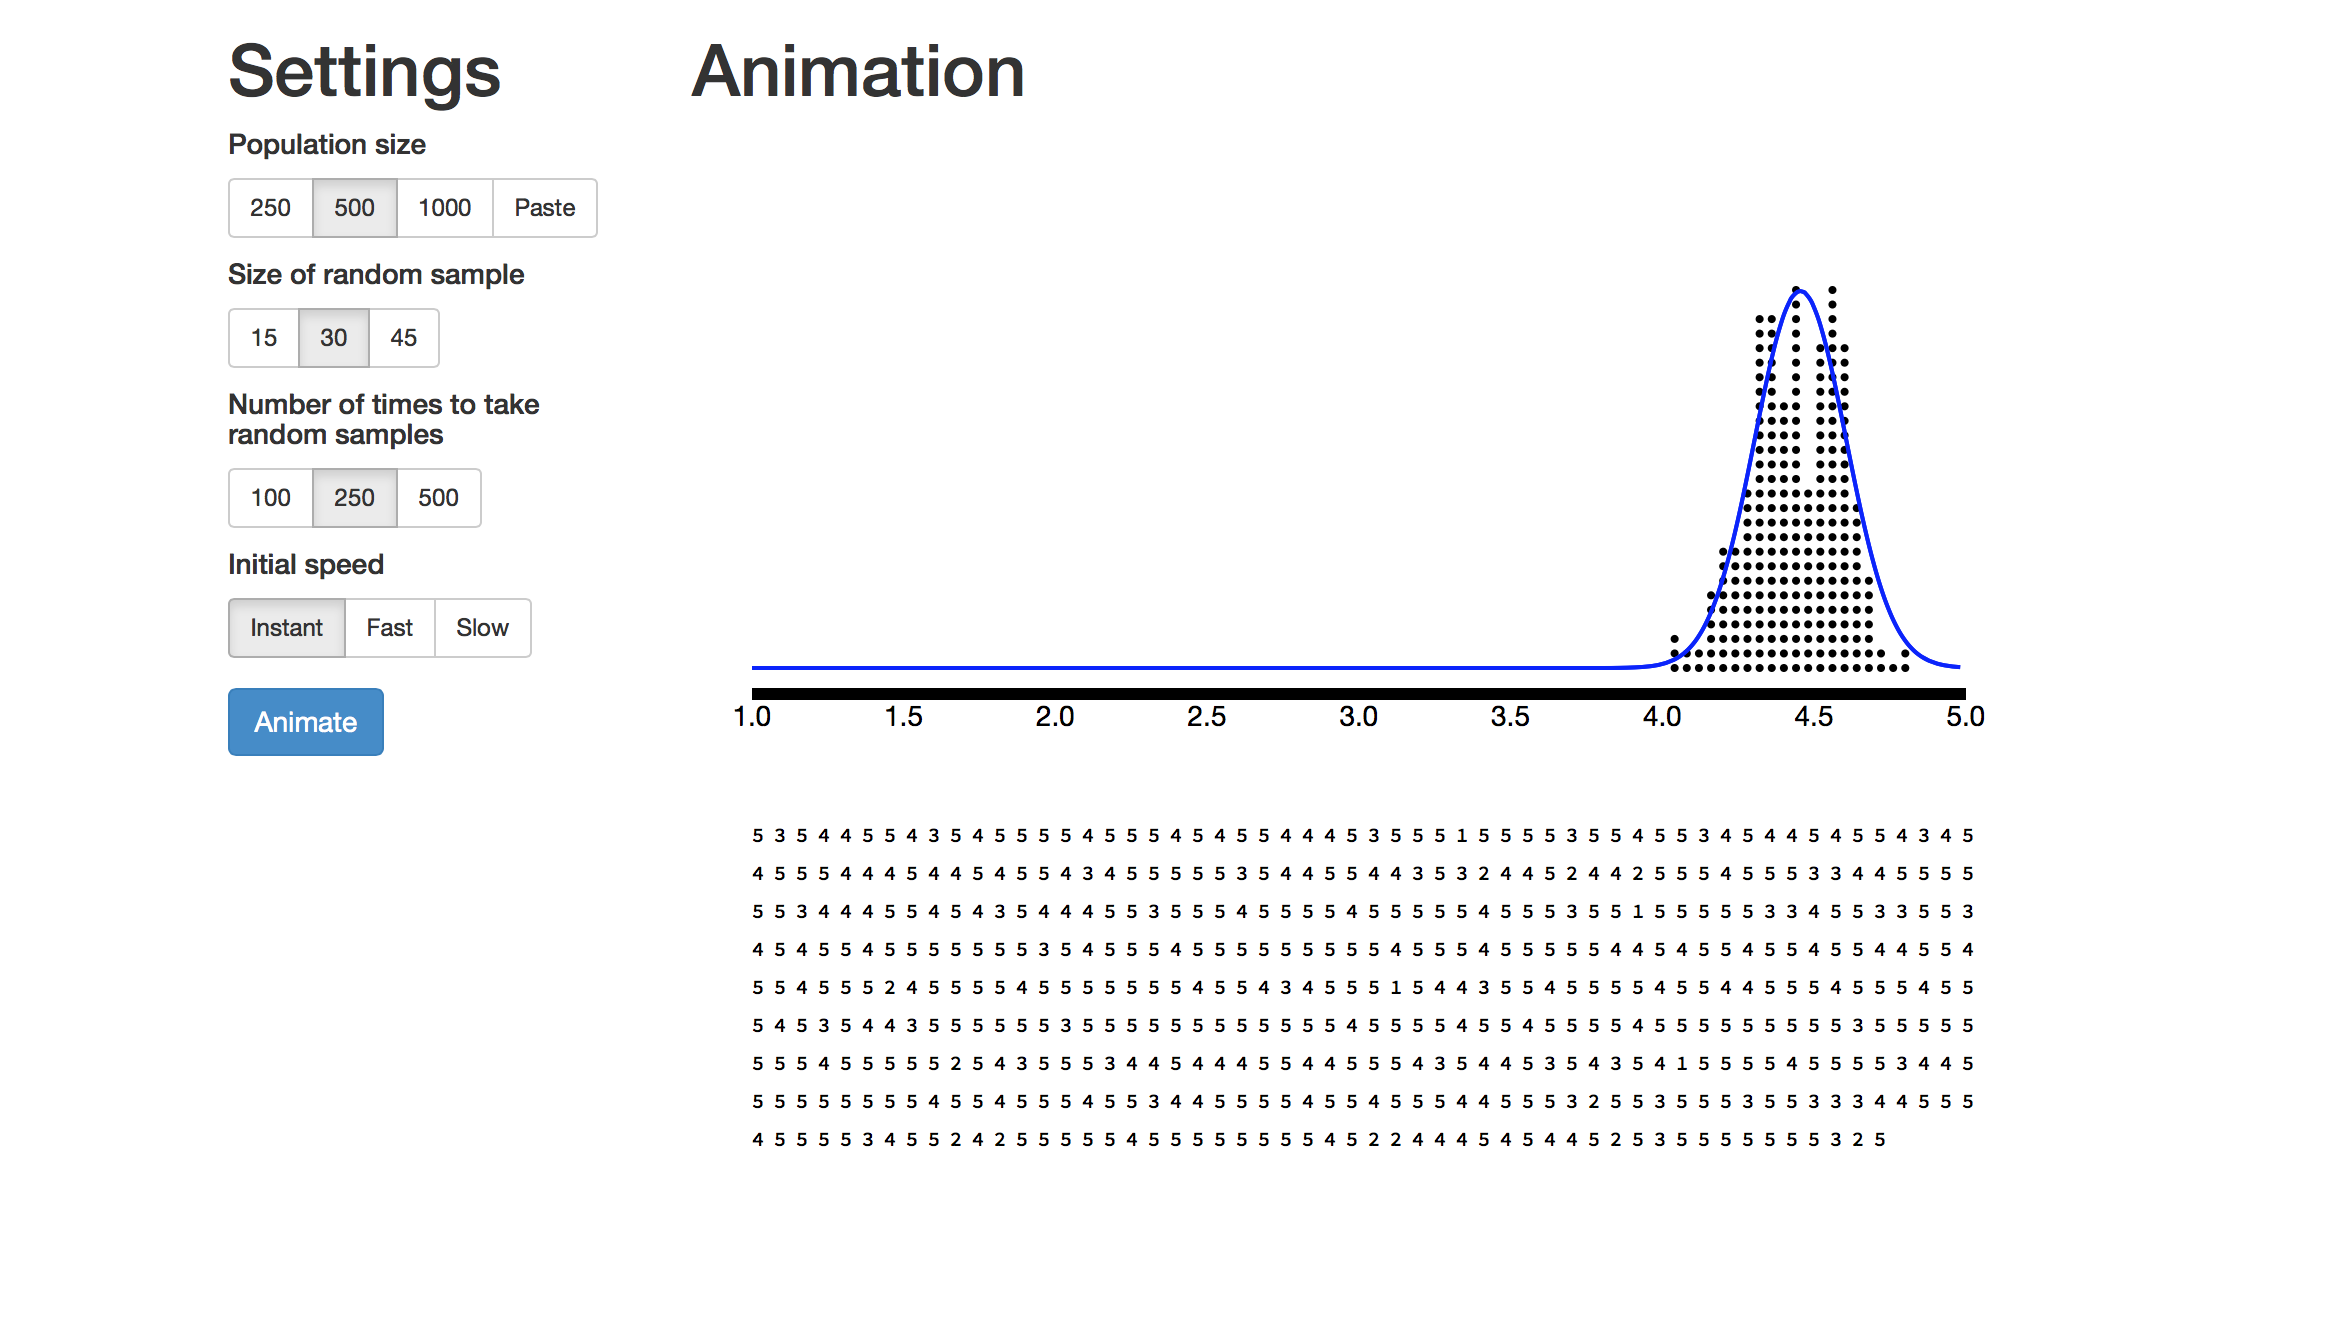 Settings
Population size
250 500 1000 Paste
Size of random sample
15 30 45
Number of times to take
random samples
100 250 500
Initial speed
Instant Fast Slow
Animate
Animation
1.0 1.5 2.0 2.5 3.0 3.5 4.0 4.5 5.0
5 3 5 4 4 5 5 4 3 5 4 5 5 5 5 4 5 5 5 4 5 4 5 5 4 4 4 5 3 5 5 5 1 5 5 5 5 3 5 5 4 5 5 3 4 5 4 4 5 4 5 5 4 3 4 5
4 5 5 5 4 4 4 5 4 4 5 4 5 5 4 3 4 5 5 5 5 5 3 5 4 4 5 5 4 4 3 5 3 2 4 4 5 2 4 4 2 5 5 5 4 5 5 5 3 3 4 4 5 5 5 5
5 5 3 4 4 4 5 5 4 5 4 3 5 4 4 4 5 5 3 5 5 5 4 5 5 5 5 4 5 5 5 5 5 4 5 5 5 3 5 5 1 5 5 5 5 5 3 3 4 5 5 3 3 5 5 3
4 5 4 5 5 4 5 5 5 5 5 5 5 3 5 4 5 5 5 4 5 5 5 5 5 5 5 5 5 4 5 5 5 4 5 5 5 5 5 4 4 5 4 5 5 4 5 5 4 5 5 4 4 5 5 4
5 5 4 5 5 5 2 4 5 5 5 5 4 5 5 5 5 5 5 5 4 5 5 4 3 4 5 5 5 1 5 4 4 3 5 5 4 5 5 5 5 4 5 5 4 4 5 5 5 4 5 5 5 4 5 5
5 4 5 3 5 4 4 3 5 5 5 5 5 5 3 5 5 5 5 5 5 5 5 5 5 5 5 4 5 5 5 5 4 5 5 4 5 5 5 5 4 5 5 5 5 5 5 5 5 5 3 5 5 5 5 5
5 5 5 4 5 5 5 5 5 2 5 4 3 5 5 5 3 4 4 5 4 4 4 5 5 4 4 5 5 5 4 3 5 4 4 5 3 5 4 3 5 4 1 5 5 5 5 4 5 5 5 5 3 4 4 5
5 5 5 5 5 5 5 5 4 5 5 4 5 5 5 4 5 5 3 4 4 5 5 5 5 4 5 5 4 5 5 5 4 4 5 5 5 3 2 5 5 3 5 5 5 3 5 5 3 3 3 4 4 5 5 5
4 5 5 5 5 3 4 5 5 2 4 2 5 5 5 5 5 4 5 5 5 5 5 5 5 5 4 5 2 2 4 4 4 5 4 5 4 4 5 2 5 3 5 5 5 5 5 5 5 3 2 5